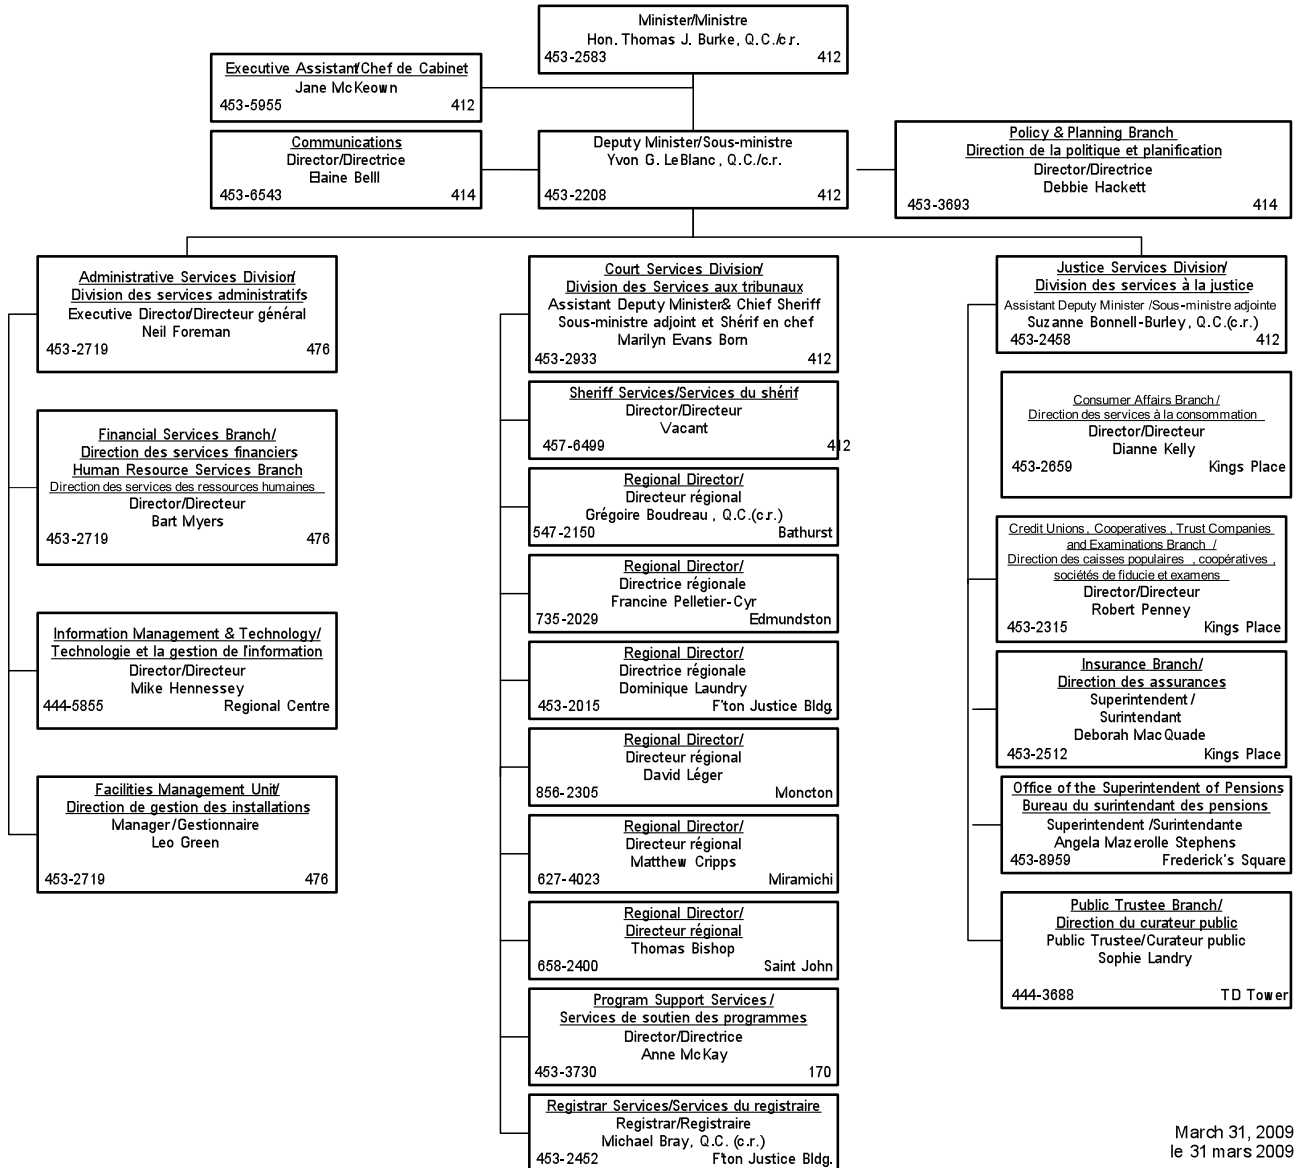 Minister/Ministre
Hon. Thomas J. Burke, Q.C./c.r.
453-2583 412
Executive Assistant/Chef de Cabinet
Jane McKeown
453-5955 412
Communications
Director/Directrice
Elaine Bell
453-6543 414
Deputy Minister/Sous-ministre
Yvon G. LeBlanc, Q.C./c.r.
453-2208 412
Policy & Planning Branch
Direction de la politique et planification
Director/Directrice
Debbie Hackett
453-3693 414
Administrative Services Division/
Division des services administratifs
Executive Director/Directeur général
Neil Foreman
453-2719 476
Financial Services Branch/
Direction des services financiers
Human Resource Services Branch
Direction des services des ressources humaines
Director/Directeur
Bart Myers
453-2719 476
Information Management & Technology/
Technologie et la gestion de l'information
Director/Directeur
Mike Hennessey
444-5855 Regional Centre
Facilities Management Unit/
Direction de gestion des installations
Manager/Gestionnaire
Leo Green
453-2719 476
Court Services Division/
Division des Services aux tribunaux
Assistant Deputy Minister& Chief Sheriff
Sous-ministre adjoint et Shérif en chef
Marilyn Evans Born
453-2933 412
Sheriff Services/Services du shérif
Director/Directeur
Vacant
457-6499 412
Regional Director/
Directeur régional
Grégoire Boudreau, Q.C.(c.r.)
547-2150 Bathurst
Regional Director/
Directrice régionale
Francine Pelletier-Cyr
735-2029 Edmundston
Regional Director/
Directrice régionale
Dominique Laundry
453-2015 F'ton Justice Bldg.
Regional Director/
Directeur régional
David Léger
856-2305 Moncton
Regional Director/
Directeur régional
Matthew Cripps
627-4023 Miramichi
Regional Director/
Directeur régional
Thomas Bishop
658-2400 Saint John
Program Support Services/
Services de soutien des programmes
Director/Directrice
Anne McKay
453-3730 170
Registrar Services/Services du registraire
Registrar/Registraire
Michael Bray, Q.C. (c.r.)
453-2452 F'ton Justice Bldg.
Justice Services Division/
Division des services à la justice
Assistant Deputy Minister /Sous-ministre adjointe
Suzanne Bonnell-Burley, Q.C.(c.r.)
453-2458 412
Consumer Affairs Branch /
Direction des services à la consommation
Director/Directeur
Dianne Kelly
453-2659 Kings Place
Credit Unions, Cooperatives, Trust Companies
and Examinations Branch /
Direction des caisses populaires , coopératives ,
sociétés de fiducie et examens
Director/Directeur
Robert Penney
453-2315 Kings Place
Insurance Branch/
Direction des assurances
Superintendent /
Surintendant
Deborah MacQuade
453-2512 Kings Place
Office of the Superintendent of Pensions
Bureau du surintendant des pensions
Superintendent /Surintendante
Angela Mazerolle Stephens
453-8959 Frederick's Square
Public Trustee Branch/
Direction du curateur public
Public Trustee/Curateur public
Sophie Landry
444-3688 TD Tower
March 31, 2009
le 31 mars 2009